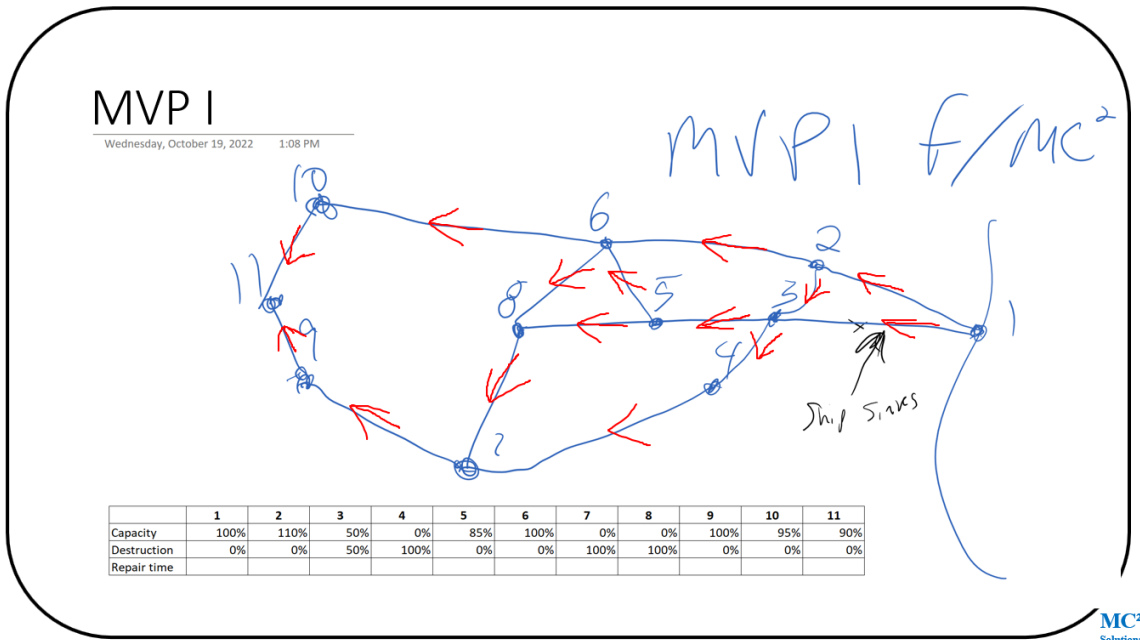 MVP I
Wednesday, October 19, 2022 1:08 PM
MVP I F/MC²
10
6
2
11
8
5
3
1
9
4
7
Ship Sinks
1 2 3 4 5 6 7 8 9 10 11
Capacity 100% 110% 50% 0% 85% 100% 0% 0% 100% 95% 90%
Destruction 0% 0% 50% 100% 0% 0% 100% 100% 0% 0% 0%
Repair time
MC²
Solutions